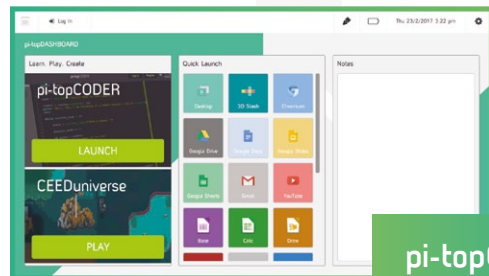 Log In
Thu 23/2/2017 3:22 pm
pi-topDASHBOARD
Learn. Play. Create
Quick Launch
Notes
pi-topCODER
LAUNCH
CEEDuniverse
PLAY
Desktop
3D Slash
Chromium
Google Drive
Google Docs
Google Slides
Google Sheets
Gmail
YouTube
Base
Calc
Draw
pi-top